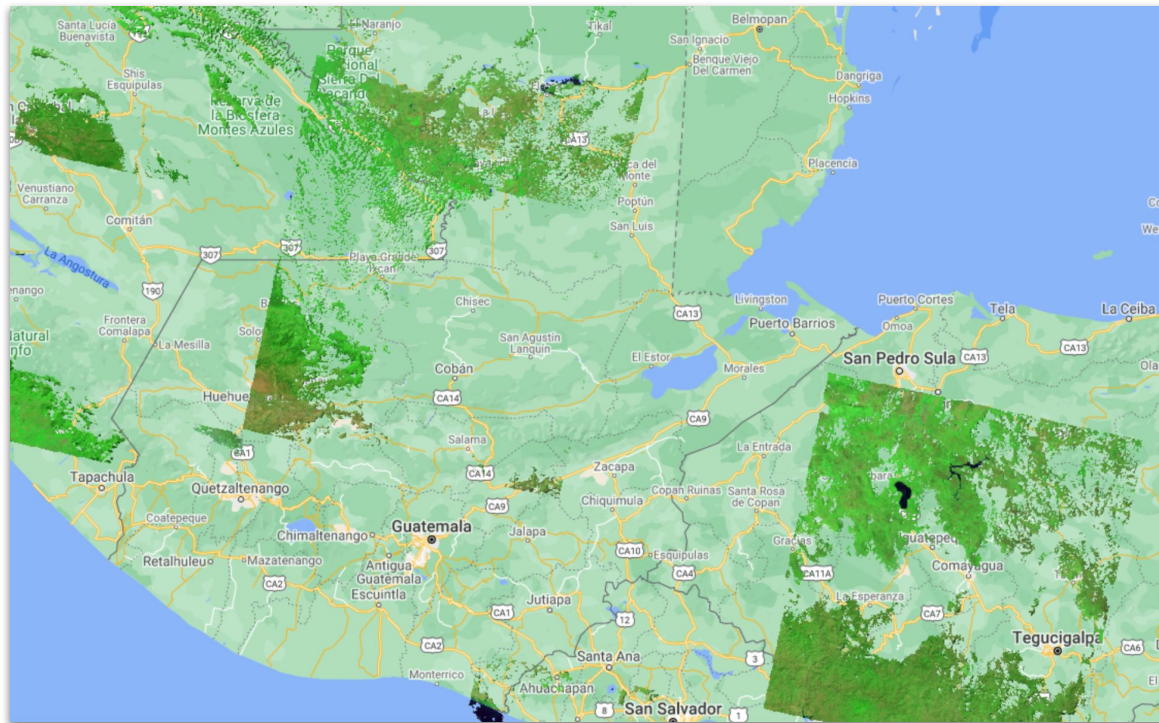 Santa Lucía
Buenavista
El Naranjo
Tikal
Belmopan
San Ignacio
Benque Viejo
Del Carmen
Dangriga
Hopkins
Placencia
Shis
Esquipulas
Parque
Reserva de
la Biosfera
Montes Azules
CA13
Venustiano
Carranza
Comitán
Poptún
San Luis
307
307
307
Playa Grande
Ixcan
La Angostura
190
Chisec
Frontera
Comalapa
La Mesilla
San Agustín
Lanquín
El Estor
Cobán
CA14
CA13
Livingston
Puerto Barrios
Morales
Puerto Cortes
Omoa
Tela
La Ceiba
San Pedro Sula
CA13
CA13
CA9
Salama
CA14
CA1
Tapachula
Quetzaltenango
Zacapa
La Entrada
Copan Ruinas
Santa Rosa
de Copan
CA9
Chiquimula
Coatepeque
Chimaltenango
Guatemala
Jalapa
Retalhuleu
Mazatenango
Antigua
Guatemala
Escuintla
CA2
CA10
Esquipulas
CA4
Gracias
CA11A
Comayagua
La Esperanza
CA7
CA1
Jutiapa
12
CA2
Monterrico
Santa Ana
3
Tegucigalpa
CA6
Ahuachapan
8
San Salvador
1